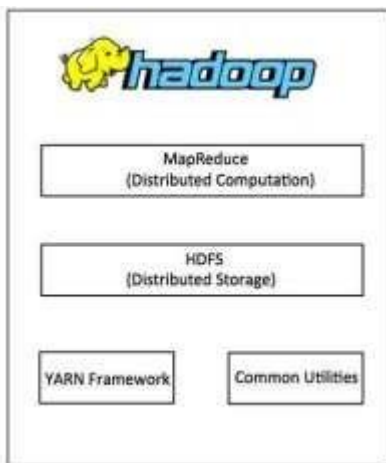 hadoop
MapReduce
(Distributed Computation)
HDFS
(Distributed Storage)
YARN Framework
Common Utilities